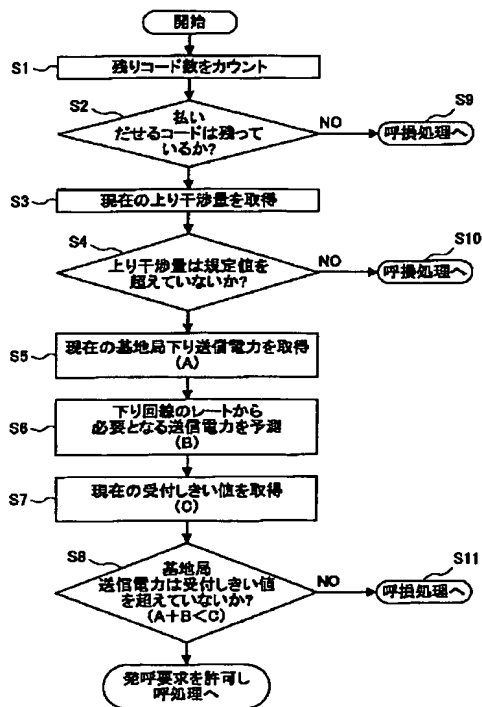 開始
S1
残りコード数をカウント
S2
払い
だせるコードは残って
いるか?
NO
S9
呼損処理へ
S3
現在の上り干渉量を取得
S4
上り干渉量は規定値を
超えていないか?
NO
S10
呼損処理へ
S5
現在の基地局下り送信電力を取得
(A)
S6
下り回線のレートから
必要となる送信電力を予測
(B)
S7
現在の受付しきい値を取得
(C)
S8
基地局
送信電力は受付しきい値
を超えていないか?
(A+B<C)
NO
S11
呼損処理へ
発呼要求を許可し
呼処理へ